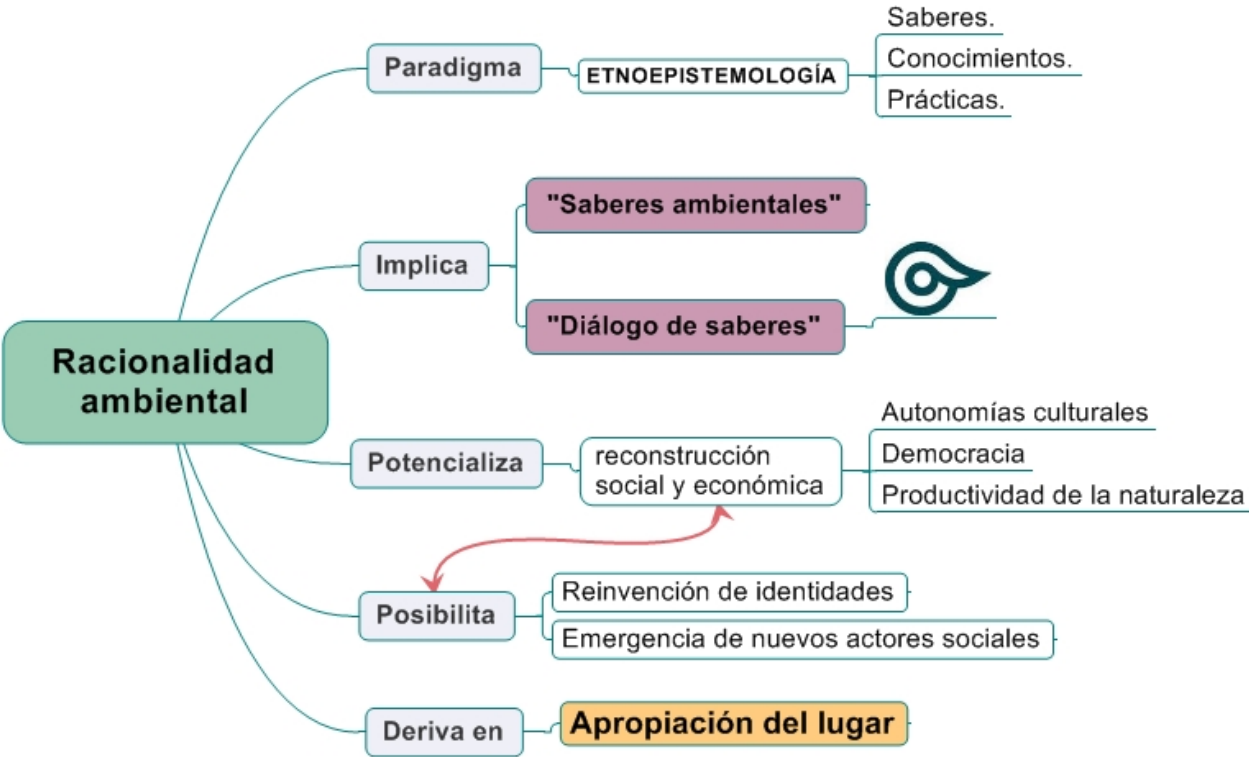 Racionalidad
ambiental
Paradigma
ETNOEPISTEMOLOGÍA
Saberes.
Conocimientos.
Prácticas.
Implica
"Saberes ambientales"
"Diálogo de saberes"
Potencializa
reconstrucción
social y económica
Autonomías culturales
Democracia
Productividad de la naturaleza
Posibilita
Reinvención de identidades
Emergencia de nuevos actores sociales
Deriva en
Apropiación del lugar